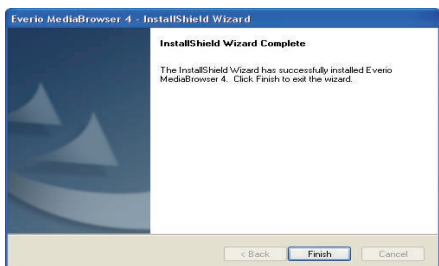 Everio MediaBrowser 4 - InstallShield Wizard
InstallShield Wizard Complete
The InstallShield Wizard has successfully installed Everio
MediaBrowser 4. Click Finish to exit the wizard.
< Back Finish Cancel